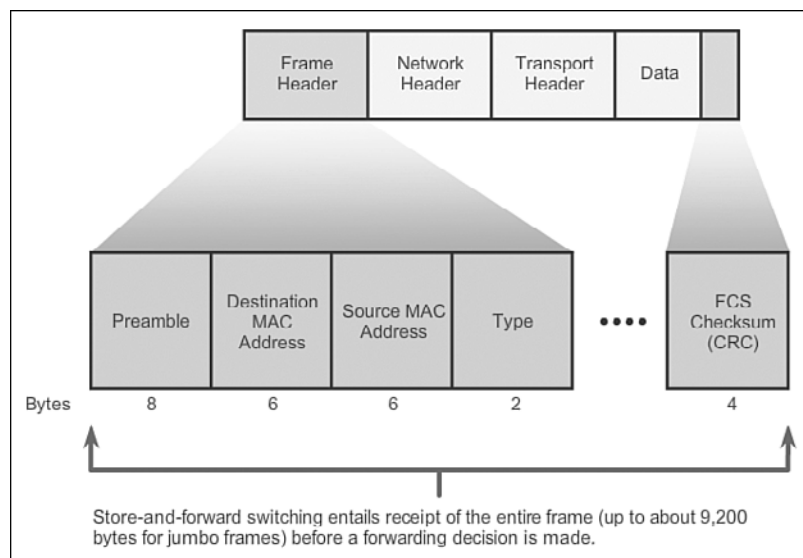 Frame
Header
Network
Header
Transport
Header
Data
Preamble
Destination
MAC
Address
Source MAC
Address
Type
FCS
Checksum
(CRC)
Bytes 8 6 6 2 4
Store-and-forward switching entails receipt of the entire frame (up to about 9,200
bytes for jumbo frames) before a forwarding decision is made.